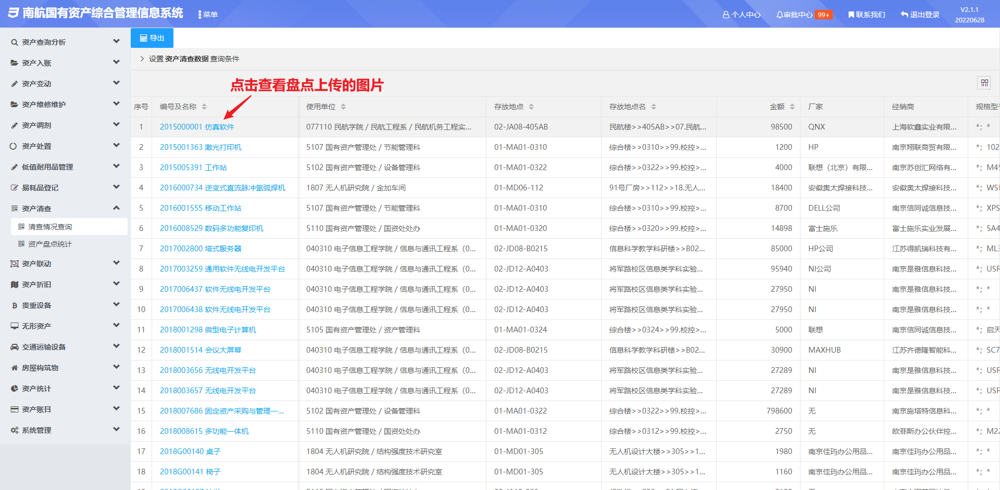 南航国有资产综合管理信息系统
菜单
个人中心
审批中心 99+
联系我们
退出登录
V2.1.1
20220628
资产查询分析
资产入账
资产变动
资产维修维护
资产调剂
资产处置
低值耐用品管理
易耗品登记
资产清查
清查情况查询
资产盘点统计
资产联动
资产折旧
贵重设备
无形资产
交通运输设备
房屋构筑物
资产统计
资产账目
系统管理
导出
设置 资产清查数据 查询条件
点击查看盘点上传的图片
序号 编号及名称 使用单位 存放地点 存放地点名 金额 厂家 经销商 规格型
1 2015000001 仿真软件 077110 民航学院 / 民航工程系 / 民航机务工程实... 02-JA08-405AB 民航楼>>405AB>>07.民航... 98500 QNX 上海软鑫实业有限... *; *
2 2015001363 激光打印机 5107 国有资产管理处 / 节能管理科 01-MA01-0310 综合楼>>0310>>99.校控>... 1200 HP 南京翔联商贸有限... *; 102
3 2015005391 工作站 5102 国有资产管理处 / 设备管理科 01-MA01-0322 综合楼>>0322>>99.校控>... 4000 联想（北京）有限... 南京苏创汇网络有... *; M4
4 2016000734 逆变式直流脉冲氩弧焊机 1807 无人机研究院 / 金加车间 01-MD06-112 91号厂房>>112>>18.无人... 18400 安徽奥太焊接科技... 安徽奥太焊接科技... *; WS
5 2016001555 移动工作站 5107 国有资产管理处 / 节能管理科 01-MA01-0310 综合楼>>0310>>99.校控>... 8700 DELL公司 南京信同诚信息技... *; XPS
6 2016008529 数码多功能复印机 5110 国有资产管理处 / 国资处处办 01-MA01-0320 综合楼>>0320>>99.校控>... 14898 富士施乐 富士施乐实业发展... *; 5A4
7 2017002800 塔式服务器 040310 电子信息工程学院 / 信息与通讯工程系（0... 02-JD08-B0215 信息科学教学科研楼>>B02... 85000 HP公司 江苏得凯瑞科技有... *; ML
8 2017003259 通用软件无线电开发平台 040310 电子信息工程学院 / 信息与通讯工程系（0... 02-JD12-A0403 将军路校区信息类学科实验... 95940 NI公司 南京是雅信息科技... *; USR
9 2017006437 软件无线电开发平台 040310 电子信息工程学院 / 信息与通讯工程系（0... 02-JD12-A0403 将军路校区信息类学科实验... 27950 NI 南京是雅信息科技... *; *
10 2017006438 软件无线电开发平台 040310 电子信息工程学院 / 信息与通讯工程系（0... 02-JD12-A0403 将军路校区信息类学科实验... 27950 NI 南京是雅信息科技... *; *
11 2018001298 微型电子计算机 5105 国有资产管理处 / 资产管理科 01-MA01-0324 综合楼>>0324>>99.校控>... 5000 联想 南京信同诚信息技... *; 启天
12 2018001514 会议大屏幕 040310 电子信息工程学院 / 信息与通讯工程系（0... 02-JD08-B0215 信息科学教学科研楼>>B02... 30900 MAXHUB 江苏齐德隆智能科... *; SC7
13 2018003656 无线电开发平台 040310 电子信息工程学院 / 信息与通讯工程系（0... 02-JD12-A0403 将军路校区信息类学科实验... 27289 NI 南京是雅信息科技... *; USR
14 2018003657 无线电开发平台 040310 电子信息工程学院 / 信息与通讯工程系（0... 02-JD12-A0403 将军路校区信息类学科实验... 27289 NI 南京是雅信息科技... *; USR
15 2018007686 固定资产采购与管理一... 5102 国有资产管理处 / 设备管理科 01-MA01-0322 综合楼>>0322>>99.校控>... 798600 无 南京施塔特信息科... *; *
16 2018008615 多功能一体机 5110 国有资产管理处 / 国资处处办 01-MA01-0312 综合楼>>0312>>99.校控>... 2750 无 欧菲斯办公伙伴控... *; M22
17 2018G00140 桌子 1804 无人机研究院 / 结构强度技术研究室 01-MD01-305 无人机设计大楼>>305>>1... 1980 南京佳玙办公用品... 南京佳玙办公用品... *; *
18 2018G00141 椅子 1804 无人机研究院 / 结构强度技术研究室 01-MD01-305 无人机设计大楼>>305>>1... 1160 南京佳玙办公用品... 南京佳玙办公用品... *; *